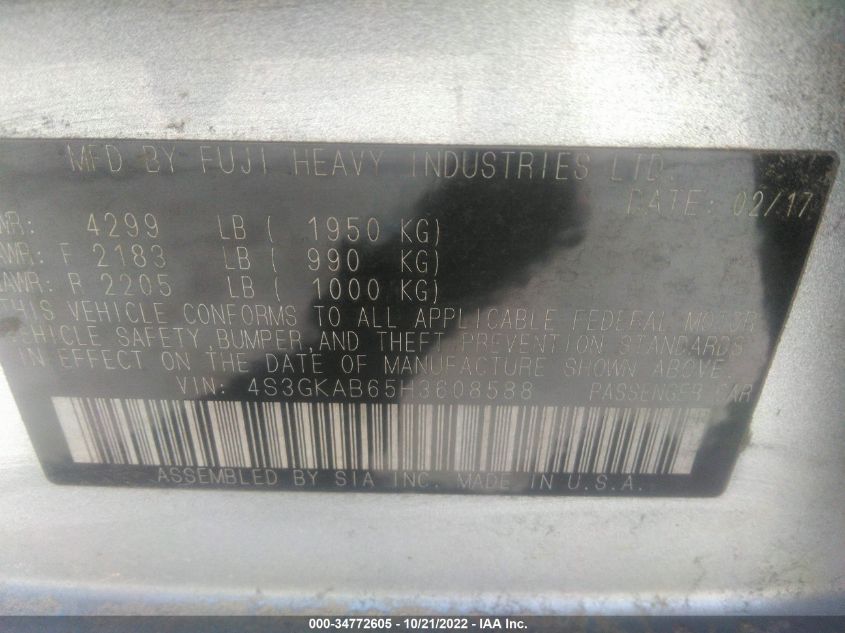 MFD BY FUJI HEAVY INDUSTRIES LTD.
DATE: 02/17
WR: 4299 LB ( 1950 KG)
AWR: F 2183 LB ( 990 KG)
AWR: R 2205 LB ( 1000 KG)
THIS VEHICLE CONFORMS TO ALL APPLICABLE FEDERAL MOTOR
VEHICLE SAFETY, BUMPER, AND THEFT PREVENTION STANDARDS
IN EFFECT ON THE DATE OF MANUFACTURE SHOWN ABOVE.
VIN: 4S3GKAB65H3608588 PASSENGER CAR
ASSEMBLED BY SIA INC. MADE IN U.S.A.
000-34772605 - 10/21/2022 - IAA Inc.